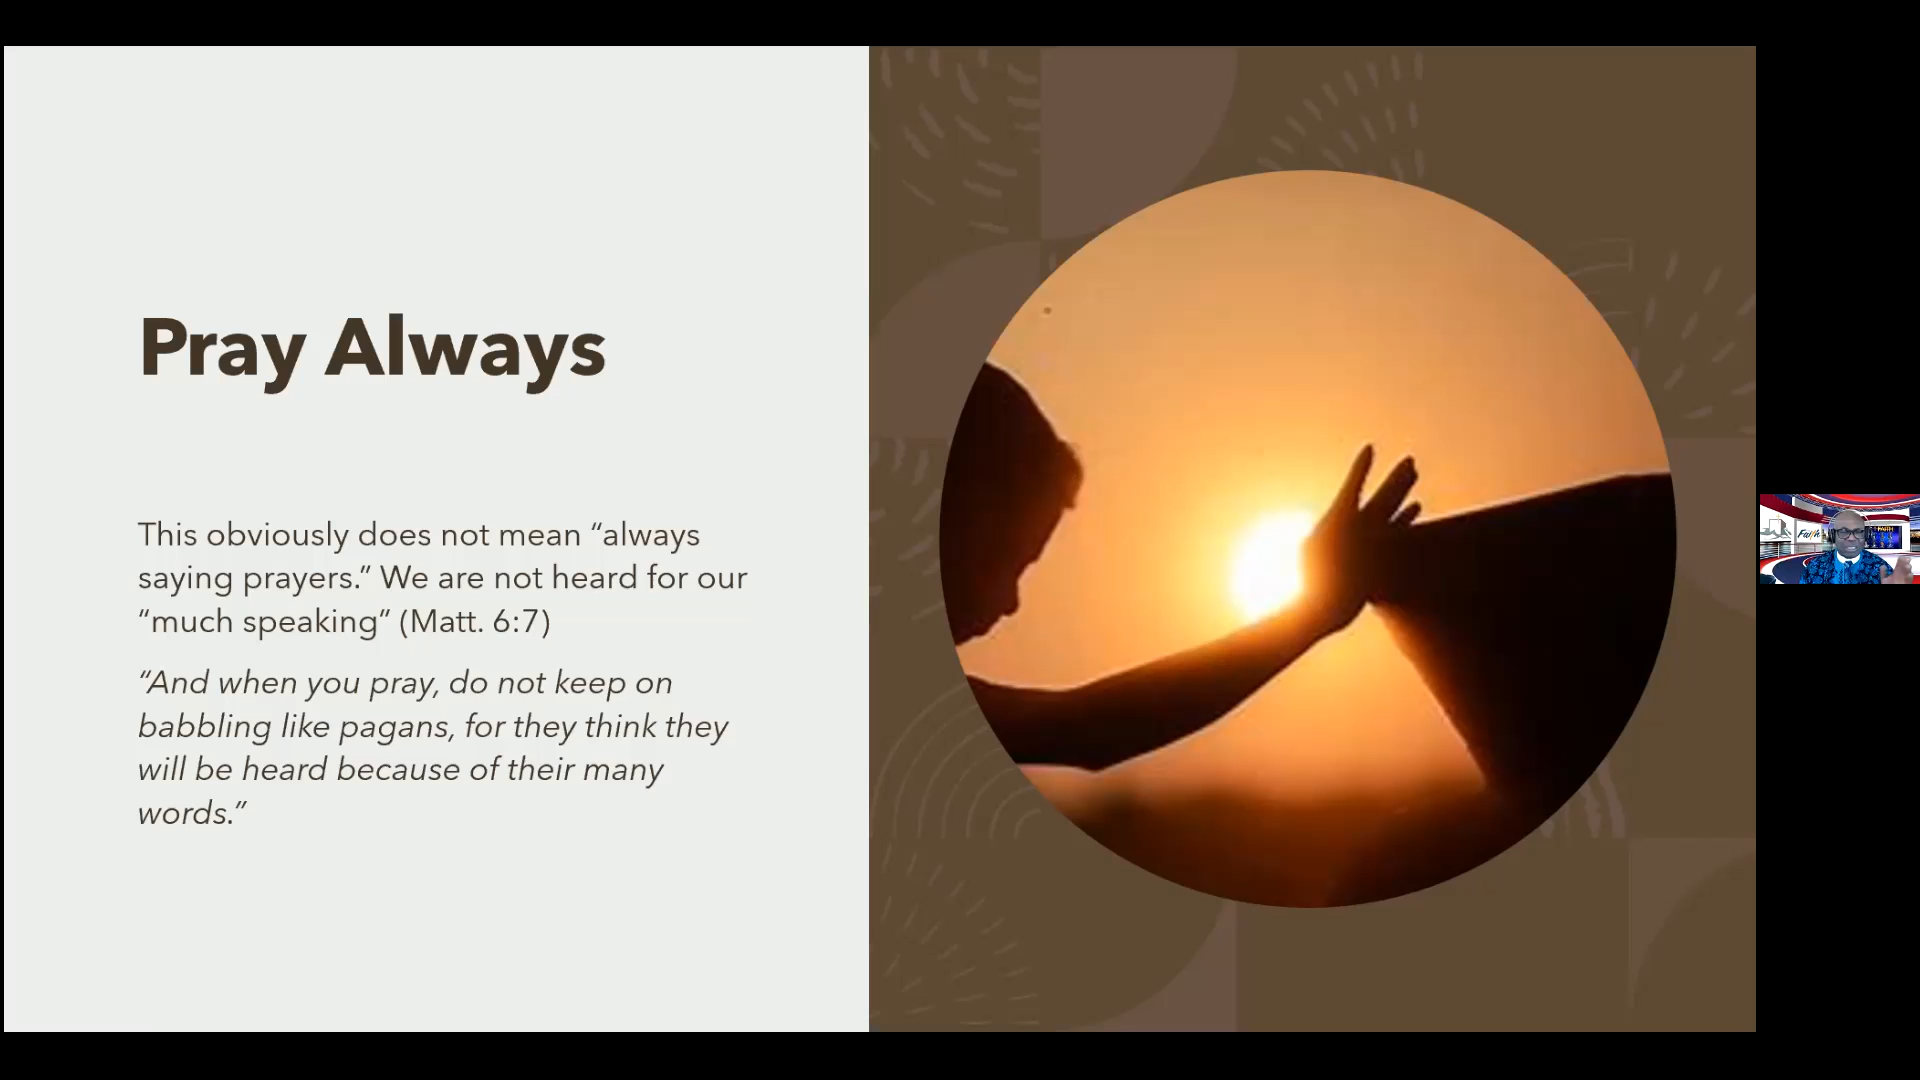 Pray Always
This obviously does not mean “always
saying prayers.” We are not heard for our
“much speaking” (Matt. 6:7)
“And when you pray, do not keep on
babbling like pagans, for they think they
will be heard because of their many
words.”
Faith
FAITH